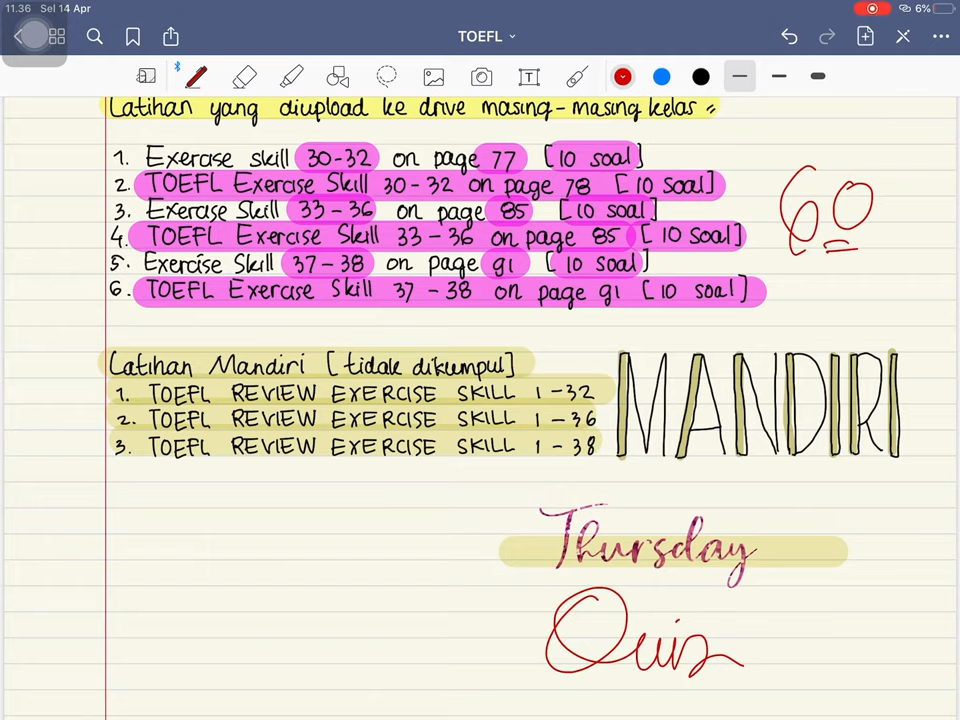 11.36 Sel 14 Apr
6%
TOEFL
T
Latihan yang diupload ke drive masing-masing kelas =
1. Exercise skill 30-32 on page 77 [10 soal]
2. TOEFL Exercise Skill 30-32 on page 78 [10 soal]
3. Exercise Skill 33-36 on page 85 [10 soal]
4. TOEFL Exercise Skill 33-36 on page 85 [10 soal]
5. Exercise Skill 37-38 on page 91 [10 soal]
6. TOEFL Exercise Skill 37-38 on page 91 [10 soal]
60
Latihan Mandiri [tidak dikumpul]
1. TOEFL REVIEW EXERCISE SKILL 1-32
2. TOEFL REVIEW EXERCISE SKILL 1-36
3. TOEFL REVIEW EXERCISE SKILL 1-38
MANDIRI
Thursday
Quiz